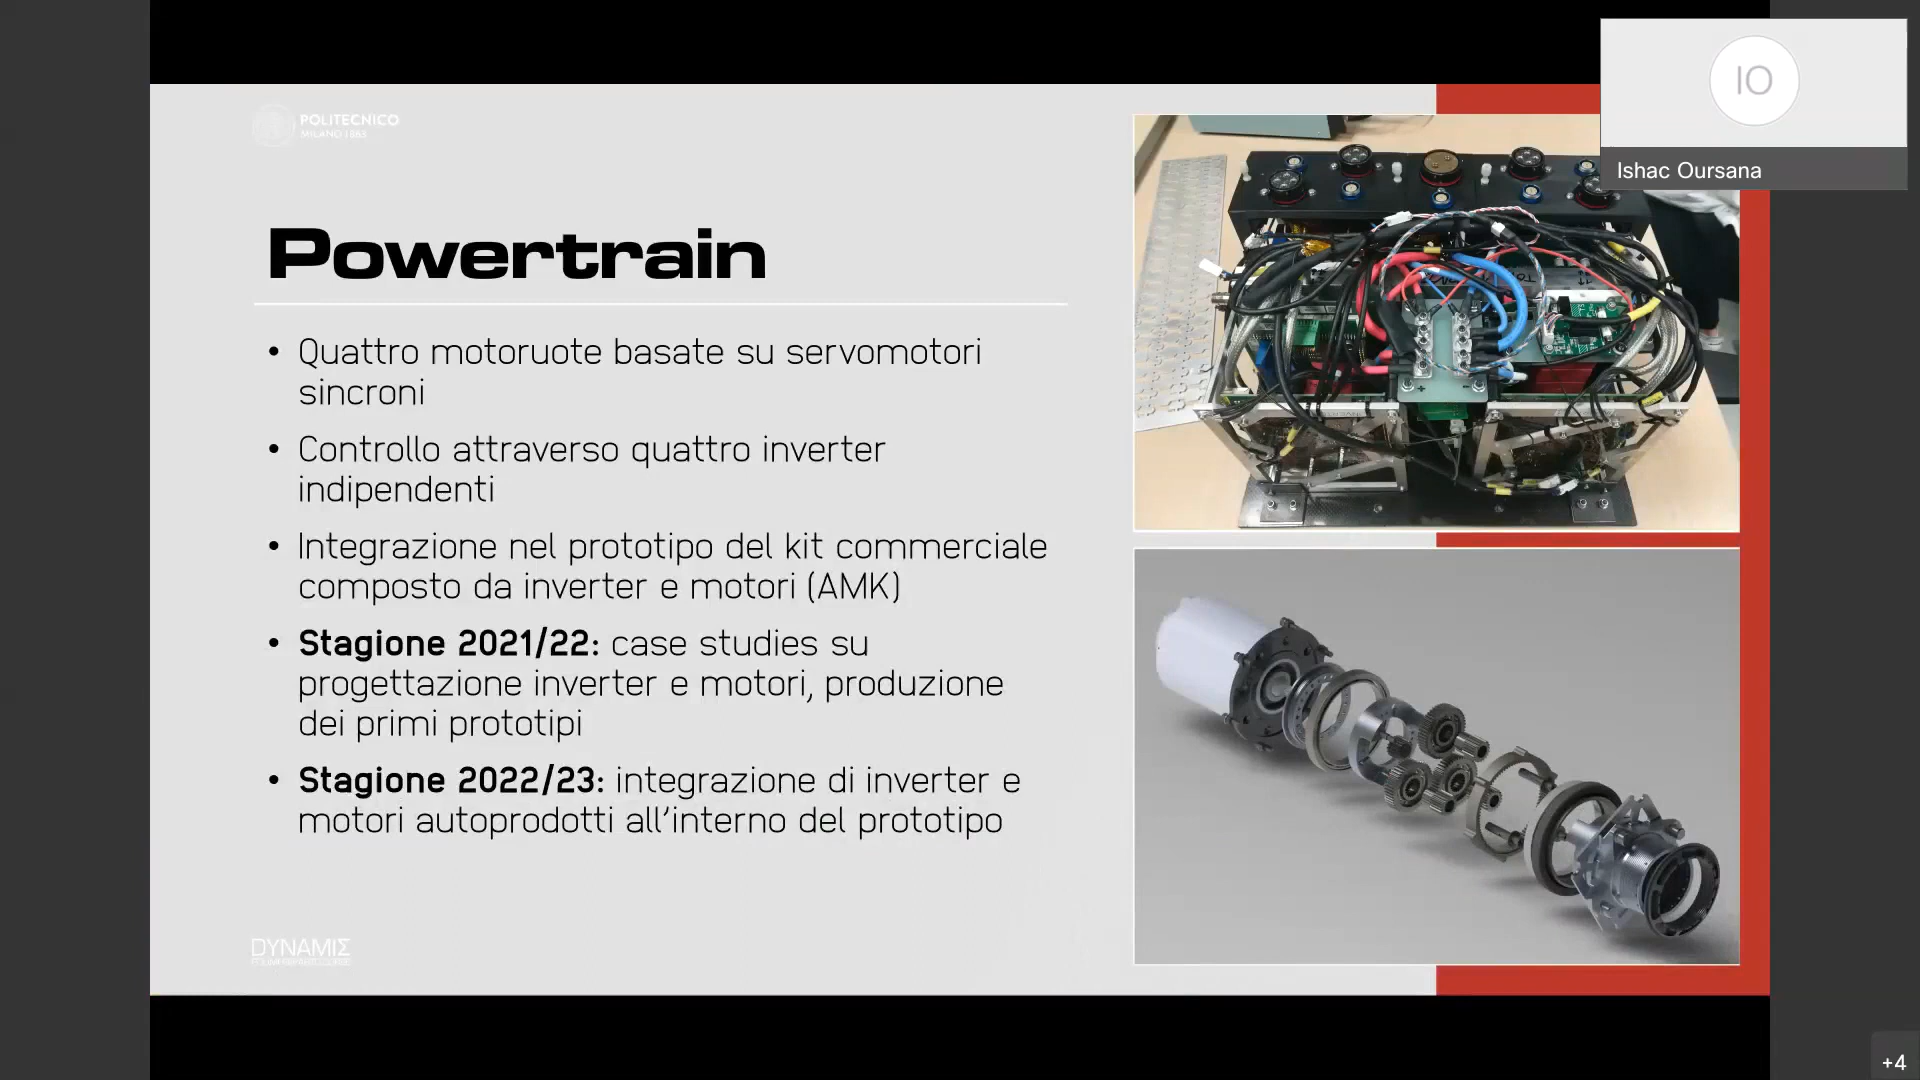 POLITECNICO
MILANO 1863
Powertrain
• Quattro motoruote basate su servomotori
sincroni
• Controllo attraverso quattro inverter
indipendenti
• Integrazione nel prototipo del kit commerciale
composto da inverter e motori (AMK)
• Stagione 2021/22: case studies su
progettazione inverter e motori, produzione
dei primi prototipi
• Stagione 2022/23: integrazione di inverter e
motori autoprodotti all’interno del prototipo
DYNAMIΣ
IO
Ishac Oursana
+4